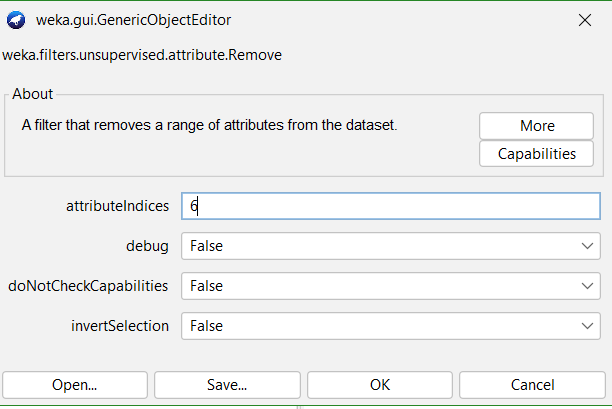 weka.gui.GenericObjectEditor
weka.filters.unsupervised.attribute.Remove
About
A filter that removes a range of attributes from the dataset.
More
Capabilities
attributeIndices 6
debug False
doNotCheckCapabilities False
invertSelection False
Open... Save... OK Cancel